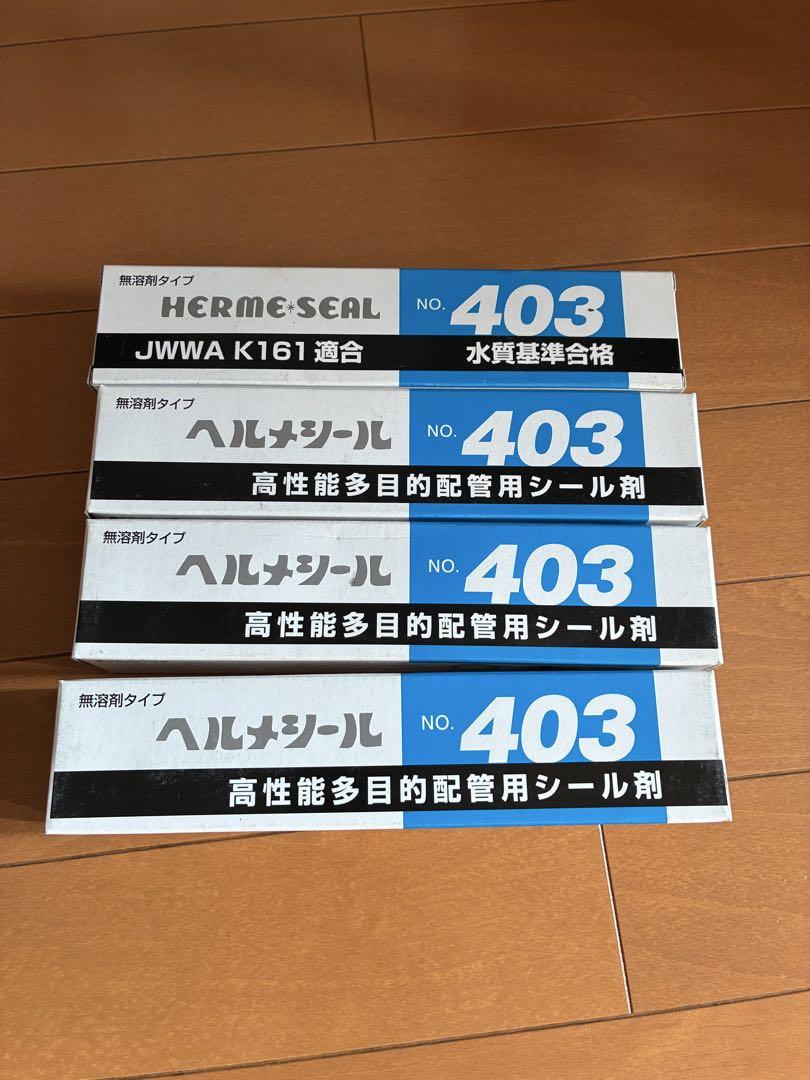 無溶剤タイプ
HERME*SEAL NO. 403
JWWA K161 適合 水質基準合格
無溶剤タイプ
ヘルメシール NO. 403
高性能多目的配管用シール剤
無溶剤タイプ
ヘルメシール NO. 403
高性能多目的配管用シール剤
無溶剤タイプ
ヘルメシール NO. 403
高性能多目的配管用シール剤